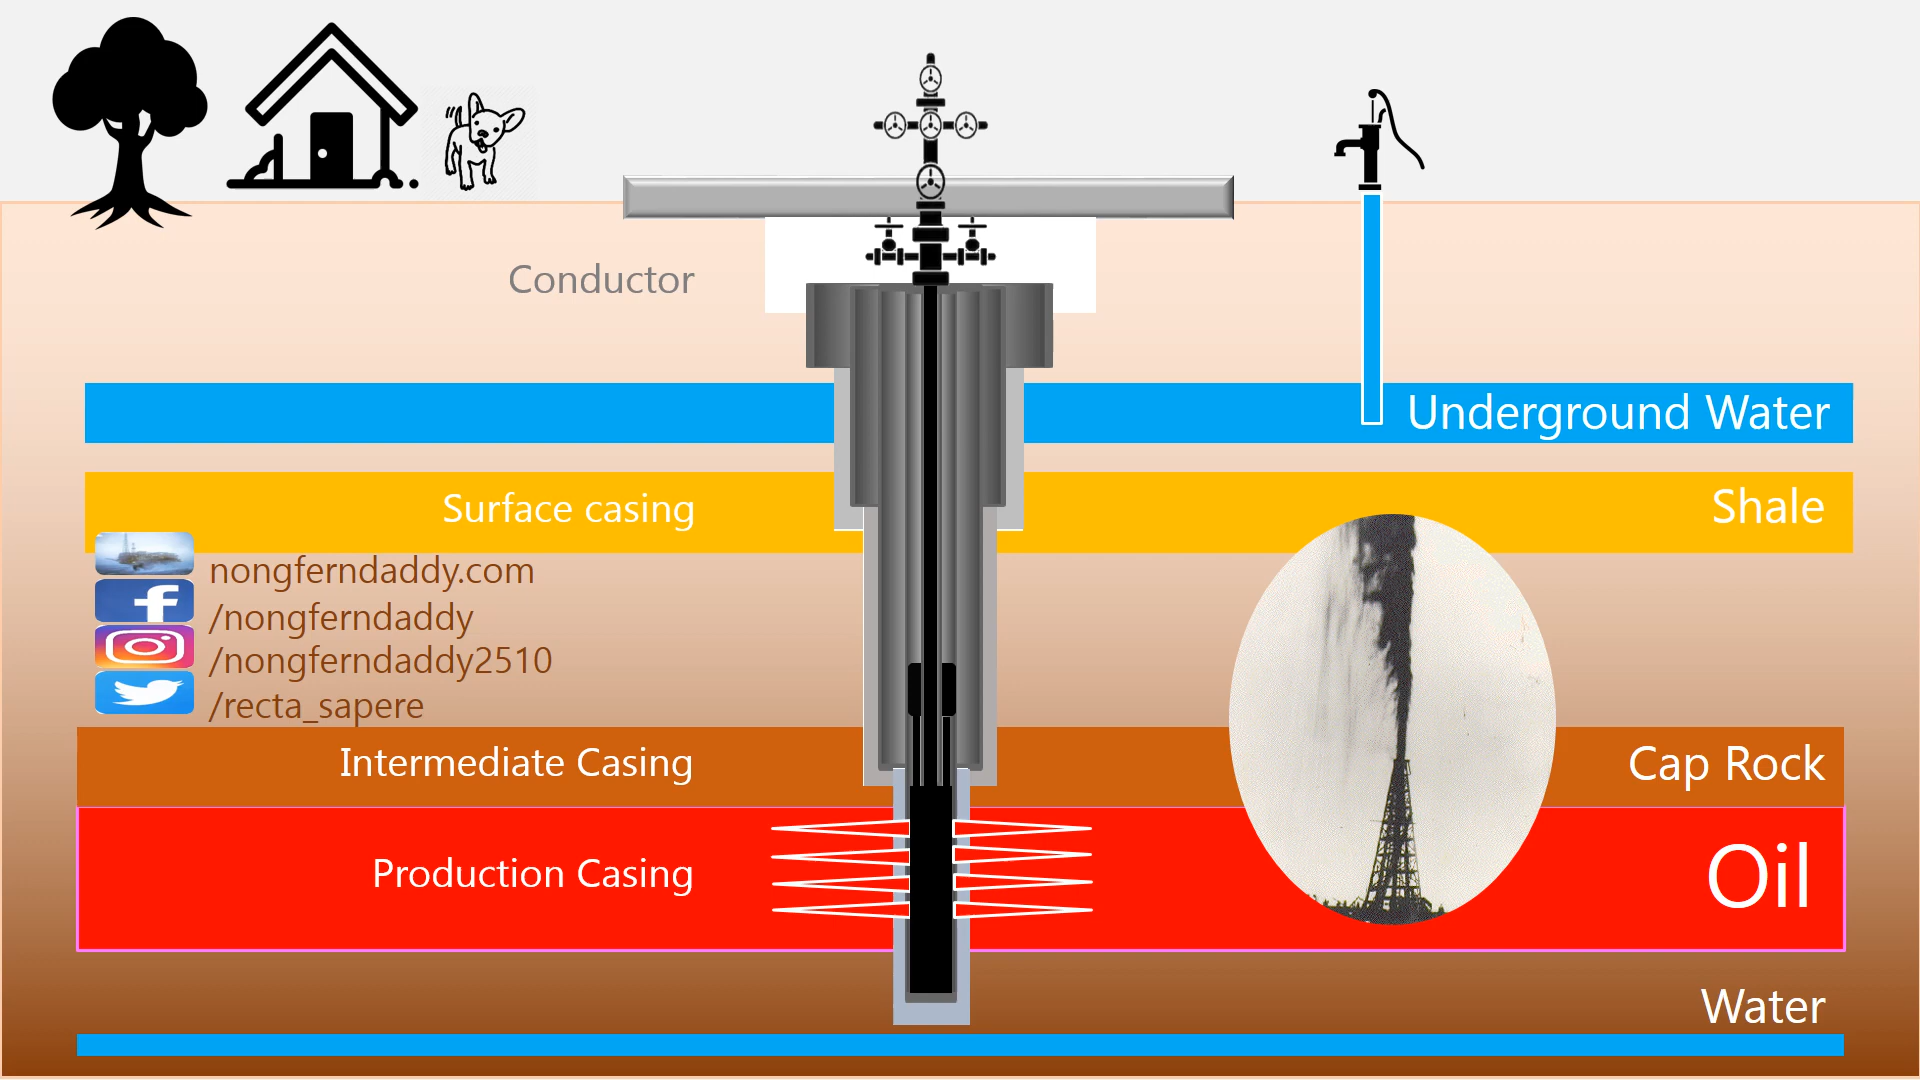 Conductor
Underground Water
Surface casing
Shale
nongferndaddy.com
/nongferndaddy
/nongferndaddy2510
/recta_sapere
Intermediate Casing
Cap Rock
Production Casing
Oil
Water